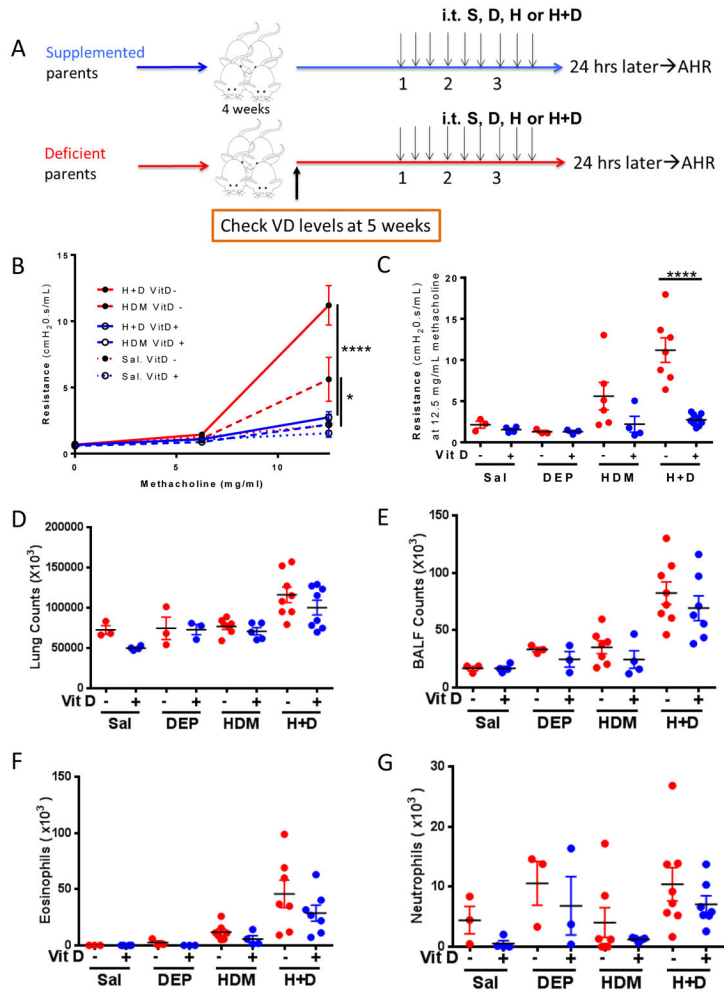 A
Supplemented
parents
4 weeks
i.t. S, D, H or H+D
1 2 3
24 hrs later→AHR
Deficient
parents
i.t. S, D, H or H+D
1 2 3
24 hrs later→AHR
Check VD levels at 5 weeks
B
Resistance (cmH20.s/mL)
15
10
5
0
0 5 10
Methacholine (mg/ml)
H+D VitD-
HDM VitD -
H+D VitD+
HDM VitD +
Sal. VitD -
Sal. VitD +
****
*
C
Resistance (cmH20.s/mL)
at 12.5 mg/mL methacholine
20
15
10
5
0
****
Vit D - + - + - + - +
Sal DEP HDM H+D
D
Lung Counts (X10³)
200000
150000
100000
50000
0
Vit D - + - + - + - +
Sal DEP HDM H+D
E
BALF Counts (X10³)
150
100
50
0
Vit D - + - + - + - +
Sal DEP HDM H+D
F
Eosinophils ( x10³)
150
100
50
0
Vit D - + - + - + - +
Sal DEP HDM H+D
G
Neutrophils ( x10³)
30
20
10
0
Vit D - + - + - + - +
Sal DEP HDM H+D